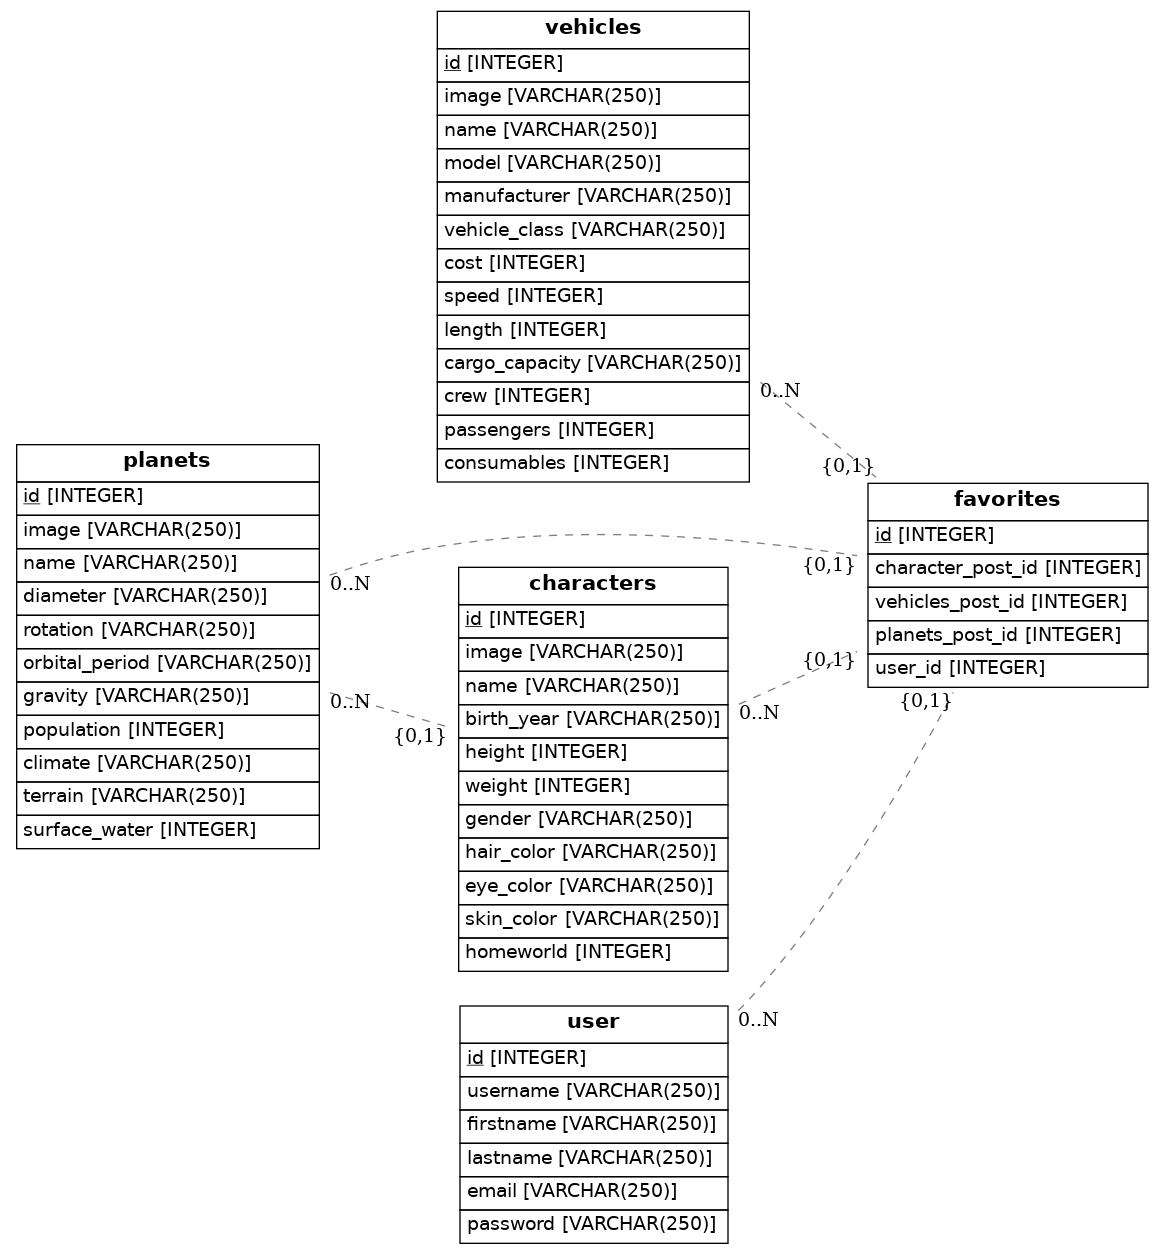 vehicles
id [INTEGER]
image [VARCHAR(250)]
name [VARCHAR(250)]
model [VARCHAR(250)]
manufacturer [VARCHAR(250)]
vehicle_class [VARCHAR(250)]
cost [INTEGER]
speed [INTEGER]
length [INTEGER]
cargo_capacity [VARCHAR(250)]
crew [INTEGER]
passengers [INTEGER]
consumables [INTEGER]
0..N
{0,1}
planets
id [INTEGER]
image [VARCHAR(250)]
name [VARCHAR(250)]
diameter [VARCHAR(250)]
rotation [VARCHAR(250)]
orbital_period [VARCHAR(250)]
gravity [VARCHAR(250)]
population [INTEGER]
climate [VARCHAR(250)]
terrain [VARCHAR(250)]
surface_water [INTEGER]
0..N
{0,1}
0..N
{0,1}
favorites
id [INTEGER]
character_post_id [INTEGER]
vehicles_post_id [INTEGER]
planets_post_id [INTEGER]
user_id [INTEGER]
characters
id [INTEGER]
image [VARCHAR(250)]
name [VARCHAR(250)]
birth_year [VARCHAR(250)]
height [INTEGER]
weight [INTEGER]
gender [VARCHAR(250)]
hair_color [VARCHAR(250)]
eye_color [VARCHAR(250)]
skin_color [VARCHAR(250)]
homeworld [INTEGER]
{0,1}
0..N
{0,1}
0..N
user
id [INTEGER]
username [VARCHAR(250)]
firstname [VARCHAR(250)]
lastname [VARCHAR(250)]
email [VARCHAR(250)]
password [VARCHAR(250)]